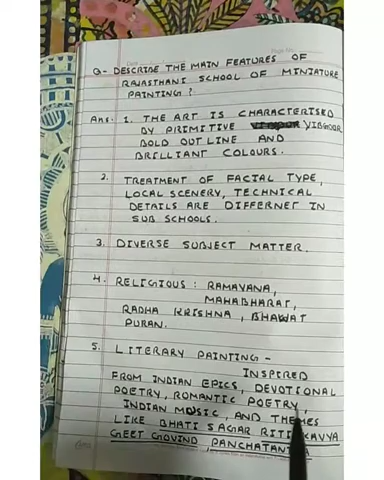 Q- DESCRIBE THE MAIN FEATURES OF
RAJASTHANI SCHOOL OF MINIATURE
PAINTING?
Ans: 1. THE ART IS CHARACTERISED
BY PRIMITIVE VIBGOOR
BOLD OUTLINE AND
BRILLIANT COLOURS.
2. TREATMENT OF FACIAL TYPE,
LOCAL SCENERY, TECHNICAL
DETAILS ARE DIFFERNET IN
SUB SCHOOLS.
3. DIVERSE SUBJECT MATTER.
4. RELIGIOUS: RAMAYANA,
MAHABHARAT,
RADHA KRISHNA, BHAWAT
PURAN.
5. LITERARY PAINTING -
INSPIRED
FROM INDIAN EPICS, DEVOTIONAL
POETRY, ROMANTIC POETRY,
INDIAN MUSIC, AND THEMES
LIKE BHATI SAGAR RITI KAVYA
GEET GOVIND, PANCHATANTRA